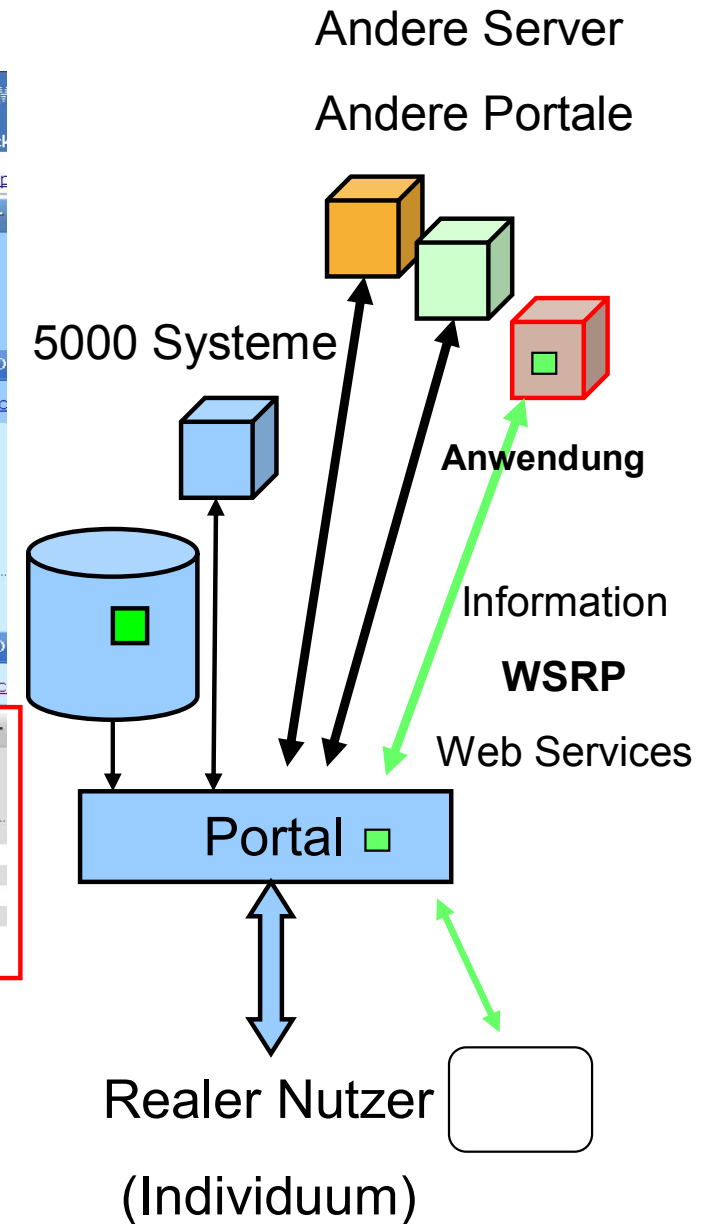 Andere Server
Andere Portale
5000 Systeme
Anwendung
Information
WSRP
Web Services
Portal
Realer Nutzer
(Individuum)